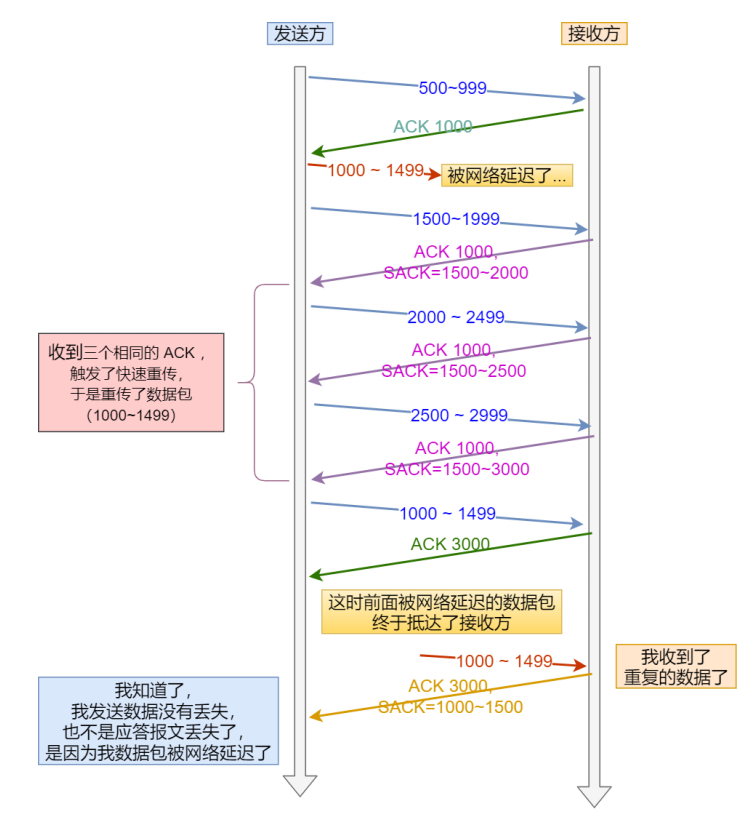 发送方
接收方
500~999
ACK 1000
1000 ~ 1499
被网络延迟了...
1500~1999
ACK 1000,
SACK=1500~2000
2000 ~ 2499
ACK 1000,
SACK=1500~2500
收到三个相同的 ACK ，
触发了快速重传，
于是重传了数据包
（1000~1499）
2500 ~ 2999
ACK 1000,
SACK=1500~3000
1000 ~ 1499
ACK 3000
这时前面被网络延迟的数据包
终于抵达了接收方
1000 ~ 1499
我收到了
重复的数据了
ACK 3000,
SACK=1000~1500
我知道了，
我发送数据没有丢失，
也不是应答报文丢失了，
是因为我数据包被网络延迟了